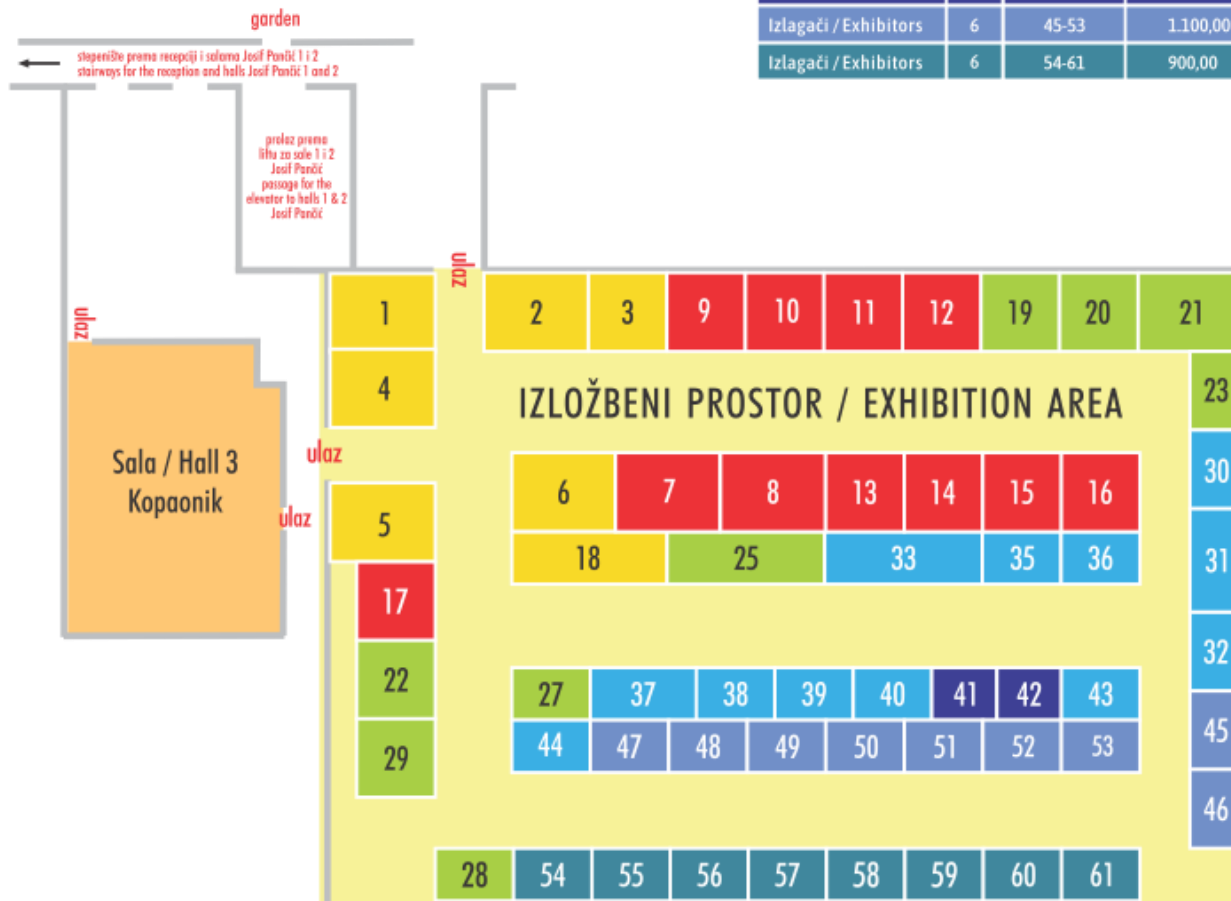 garden
Izlagači / Exhibitors 6 45-53 1.100,00
stepenište prema recepciji i salama Josif Pančić 1 i 2
stairways for the reception and halls Josif Pančić 1 and 2
Izlagači / Exhibitors 6 54-61 900,00
prolaz prema
liftu za sale 1 i 2
Josif Pančić
passage for the
elevator to halls 1 & 2
Josif Pančić
ulaz
ulaz
1 2 3 9 10 11 12 19 20 21
4
IZLOŽBENI PROSTOR / EXHIBITION AREA
23
Sala / Hall 3
Kopaonik
ulaz
ulaz
6 7 8 13 14 15 16
30
5
18 25 33 35 36
31
17
32
22
27 37 38 39 40 41 42 43
44 47 48 49 50 51 52 53
45
29
46
28 54 55 56 57 58 59 60 61